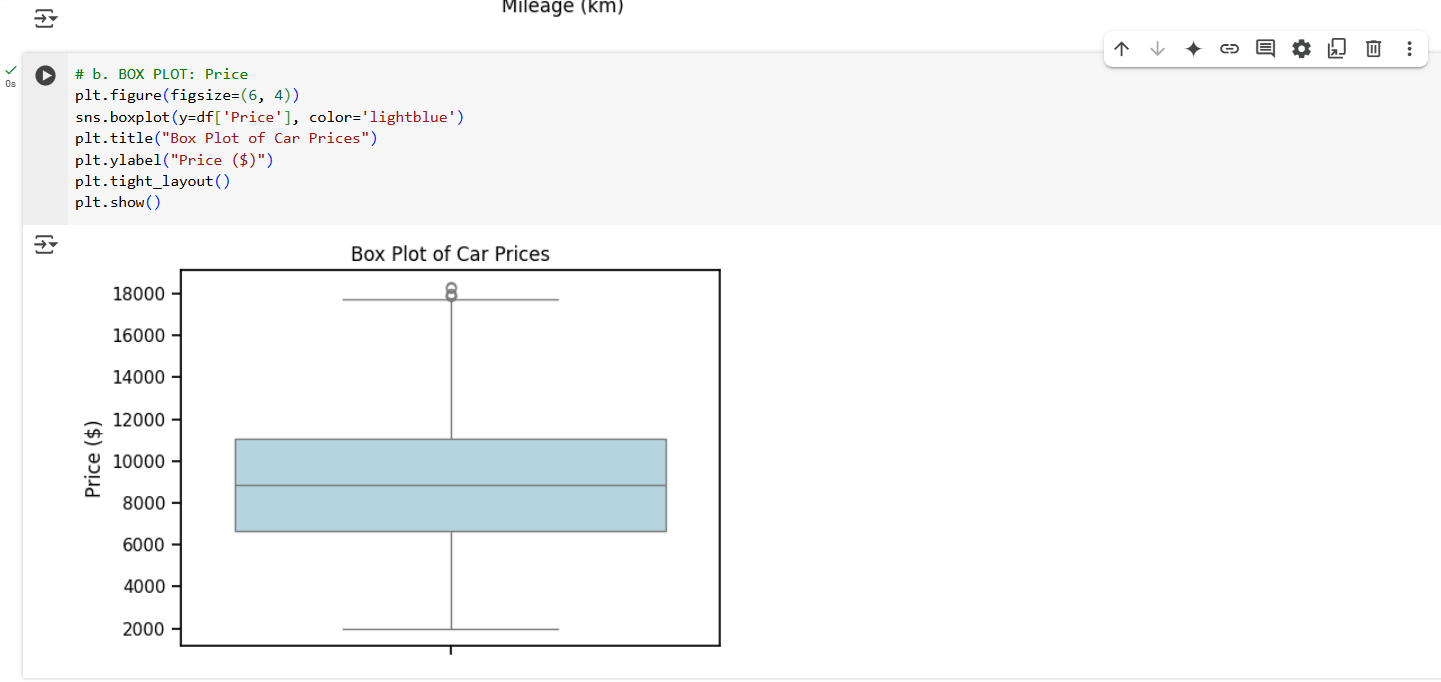 Mileage (km)
0s
# b. BOX PLOT: Price
plt.figure(figsize=(6, 4))
sns.boxplot(y=df['Price'], color='lightblue')
plt.title("Box Plot of Car Prices")
plt.ylabel("Price ($)")
plt.tight_layout()
plt.show()
Box Plot of Car Prices
18000
16000
14000
12000
10000
8000
6000
4000
2000
Price ($)